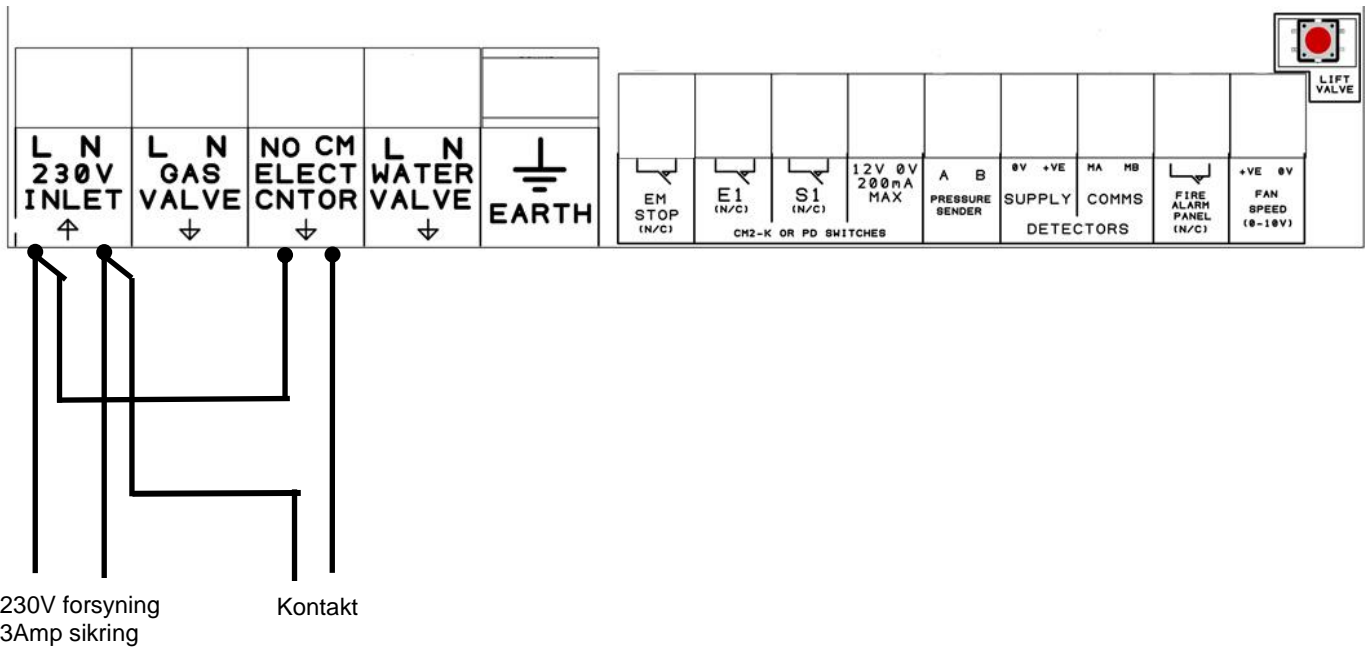 LIFT
VALVE
L N
230V
INLET
L N
GAS
VALVE
NO CM
ELECT
CNTOR
L N
WATER
VALVE
EARTH
EM
STOP
(N/C)
E1
(N/C)
S1
(N/C)
12V 0V
200mA
MAX
CM2-K OR PD SWITCHES
A B
PRESSURE
SENDER
0V +VE
SUPPLY
MA MB
COMMS
DETECTORS
FIRE
ALARM
PANEL
(N/C)
+VE 0V
FAN
SPEED
(0-10V)
230V forsyning
3Amp sikring
Kontakt